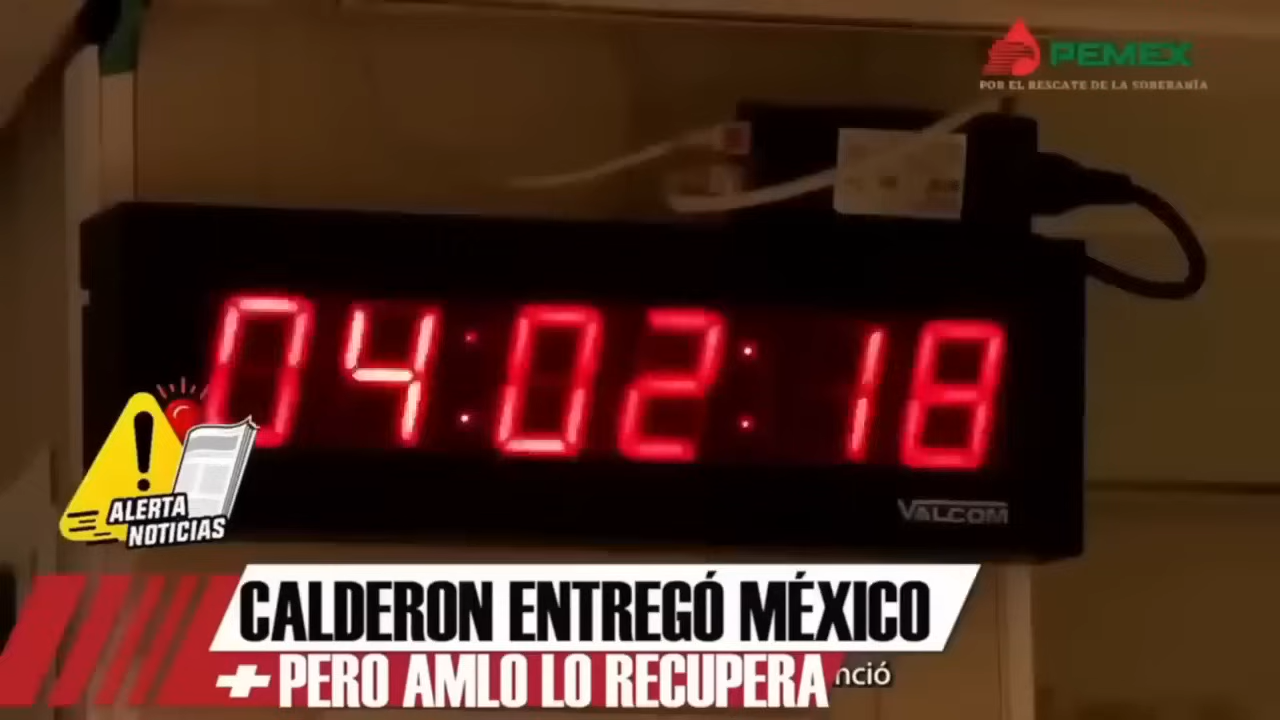 PEMEX
POR EL RESCATE DE LA SOBERANÍA
04:02:18
VALCOM
ALERTA
NOTICIAS
CALDERON ENTREGÓ MÉXICO
+ PERO AMLO LO RECUPERA
nció